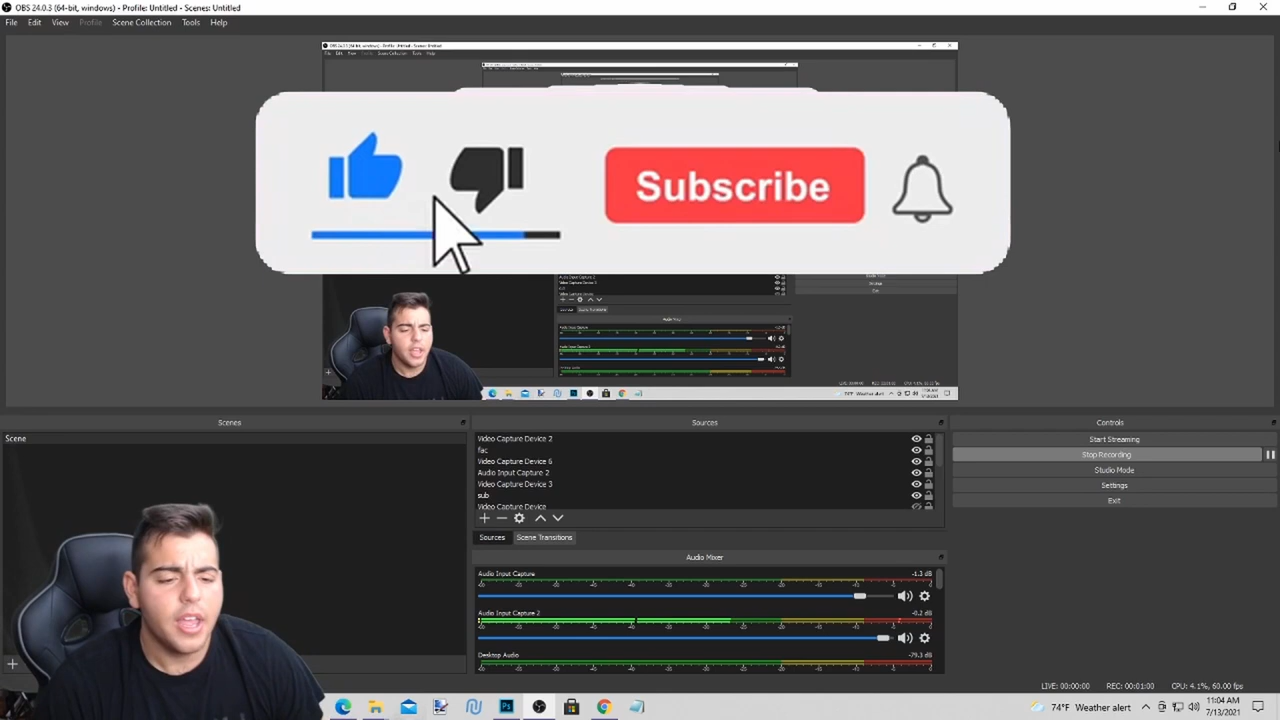 OBS 24.0.3 (64-bit, windows) - Profile: Untitled - Scenes: Untitled
File Edit View Profile Scene Collection Tools Help
Subscribe
Scenes
Scene
Sources
Video Capture Device 2
fac
Video Capture Device 6
Audio Input Capture 2
Video Capture Device 3
sub
Video Capture Device
Sources Scene Transitions
Audio Mixer
Audio Input Capture -1.3 dB
Audio Input Capture 2 -0.2 dB
Desktop Audio -79.3 dB
Controls
Start Streaming
Stop Recording
Studio Mode
Settings
Exit
LIVE: 00:00:00 REC: 00:01:00 CPU: 4.1%, 60.00 fps
74°F Weather alert
11:04 AM
7/13/2021